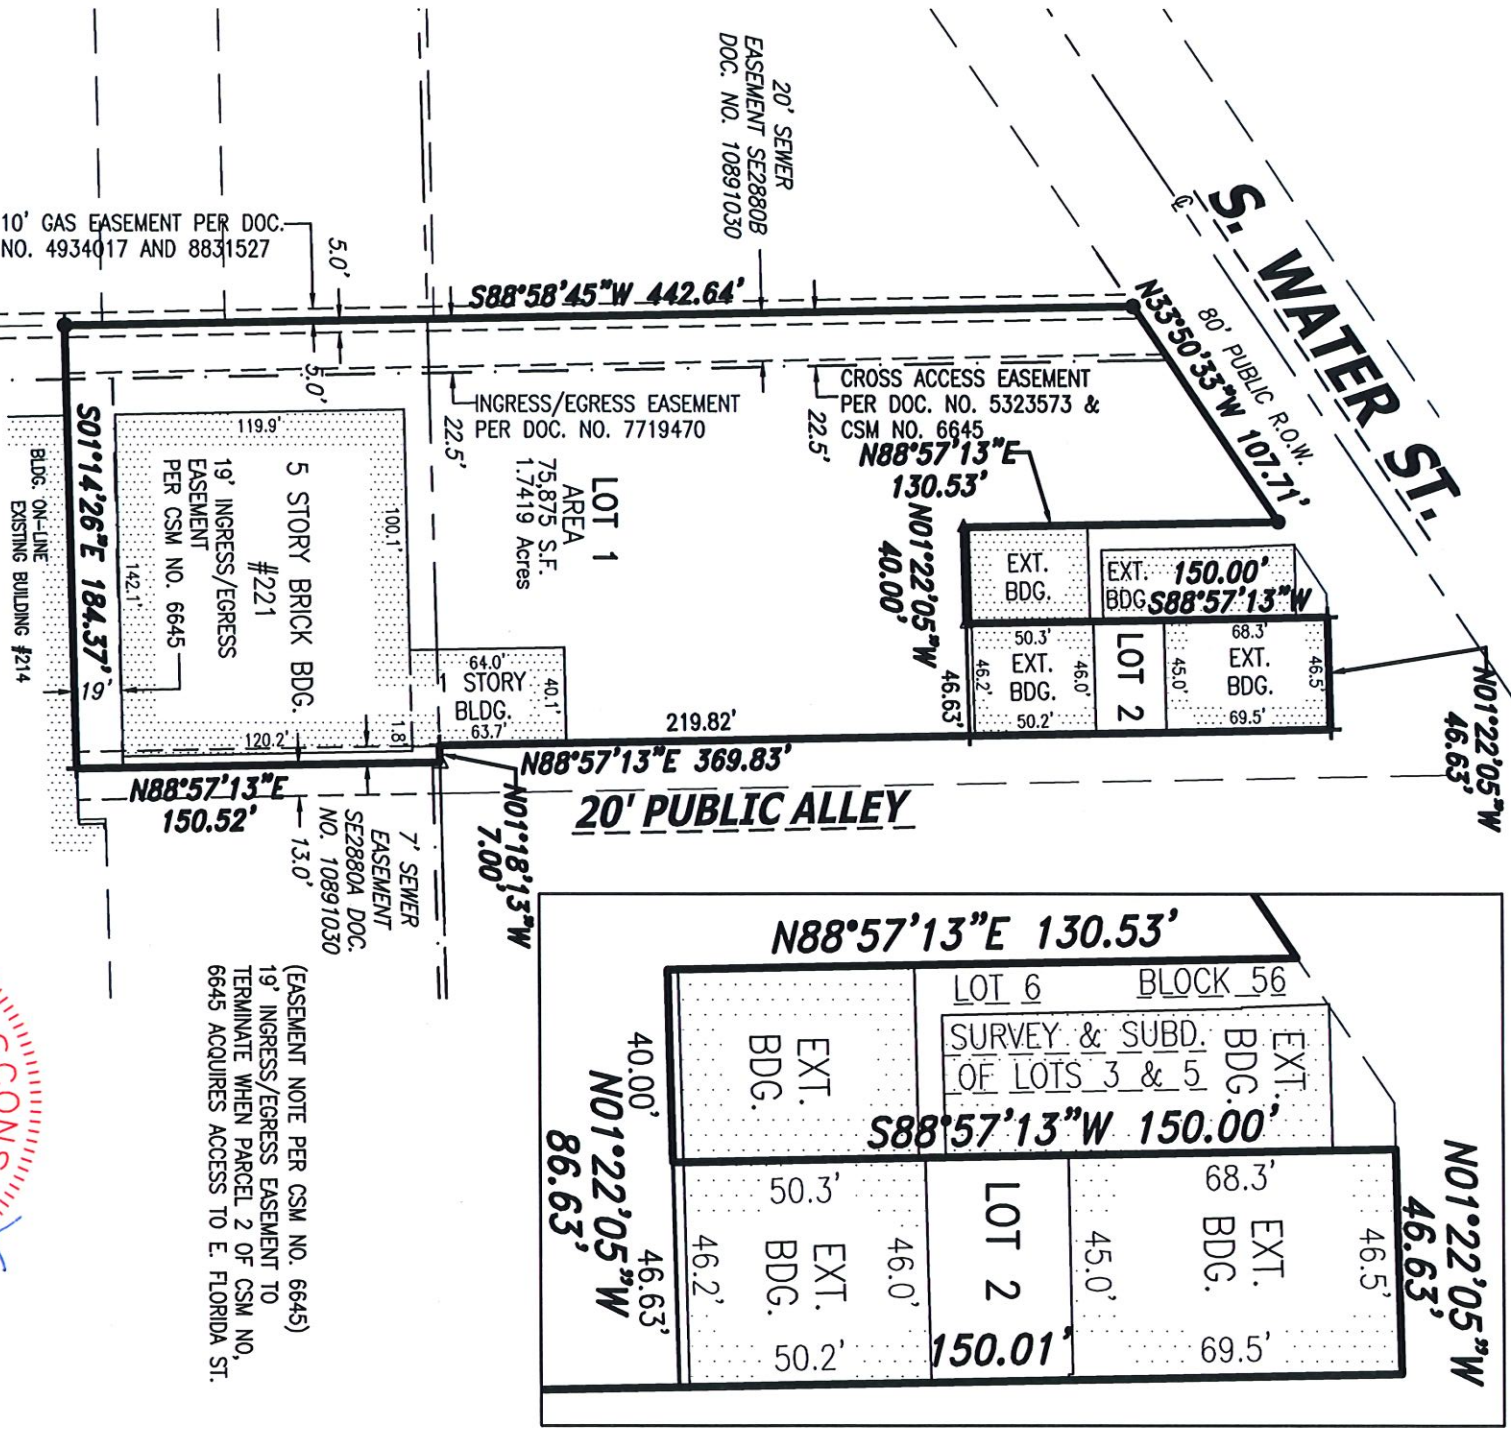 S. WATER ST.
80' PUBLIC R.O.W.
N33°50'33"W 107.71'
20' SEWER
EASEMENT SE2880B
DOC. NO. 10891030
10' GAS EASEMENT PER DOC.
NO. 4934017 AND 8831527
5.0'
5.0'
S88°58'45"W 442.64'
INGRESS/EGRESS EASEMENT
PER DOC. NO. 7719470
22.5'
CROSS ACCESS EASEMENT
PER DOC. NO. 5323573 &
CSM NO. 6645
22.5'
N88°57'13"E
130.53'
N01°22'05"W
40.00'
EXT.
BDG.
EXT.
BDG.
150.00'
S88°57'13"W
50.3'
EXT.
BDG.
46.2'
46.0'
50.2'
46.63'
LOT 2
68.3'
EXT.
BDG.
45.0'
46.5'
69.5'
N01°22'05"W
46.63'
LOT 1
AREA
75,875 S.F.
1.7419 Acres
S01°14'26"E 184.37'
BLDG. ON-LINE
EXISTING BUILDING #214
119.9'
100.1'
142.1'
120.2'
5 STORY BRICK BDG.
#221
19' INGRESS/EGRESS
EASEMENT
PER CSM NO. 6645
19'
1.8'
64.0'
1 STORY
BLDG.
40.1'
63.7'
219.82'
N88°57'13"E 369.83'
N88°57'13"E
150.52'
N01°18'13"W
7.00'
20' PUBLIC ALLEY
7' SEWER
EASEMENT
SE2880A DOC.
NO. 10891030
13.0'
(EASEMENT NOTE PER CSM NO. 6645)
19' INGRESS/EGRESS EASEMENT TO
TERMINATE WHEN PARCEL 2 OF CSM NO.
6645 ACQUIRES ACCESS TO E. FLORIDA ST.
N88°57'13"E 130.53'
LOT 6
BLOCK 56
SURVEY & SUBD.
OF LOTS 3 & 5
EXT.
BDG.
EXT.
BDG.
S88°57'13"W 150.00'
40.00'
N01°22'05"W
86.63'
46.63'
50.3'
46.2'
EXT.
BDG.
46.0'
50.2'
LOT 2
150.01'
68.3'
45.0'
EXT.
BDG.
46.5'
69.5'
N01°22'05"W
46.63'